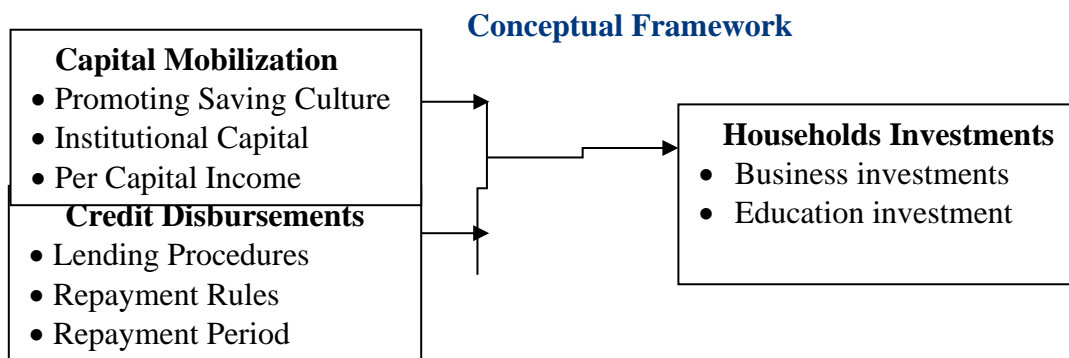 Conceptual Framework
Capital Mobilization
• Promoting Saving Culture
• Institutional Capital
• Per Capital Income
Credit Disbursements
• Lending Procedures
• Repayment Rules
• Repayment Period
Households Investments
• Business investments
• Education investment